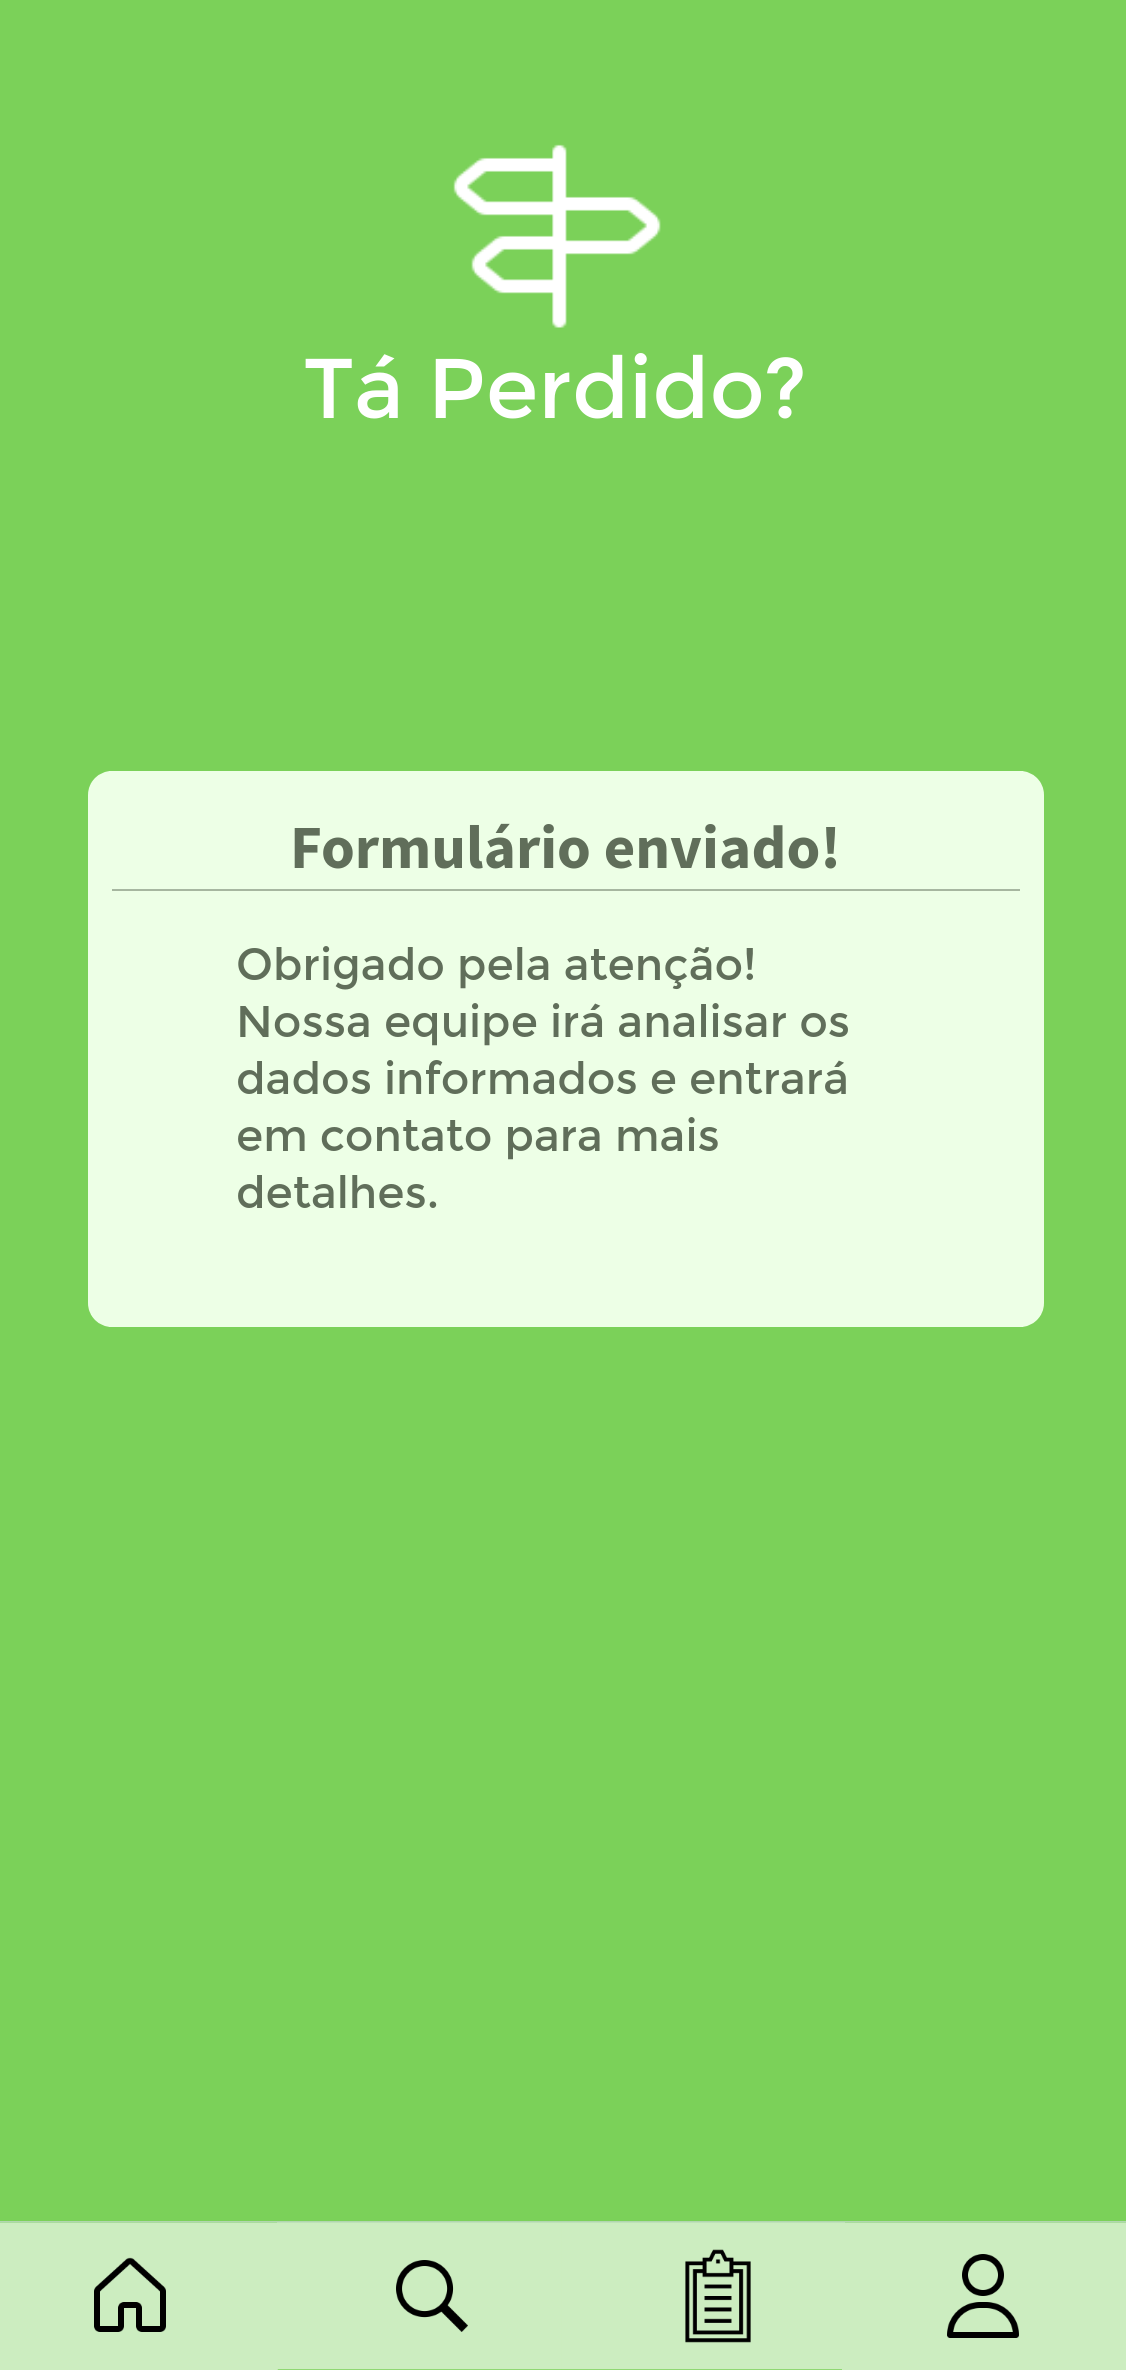 Tá Perdido?
Formulário enviado!
Obrigado pela atenção!
Nossa equipe irá analisar os
dados informados e entrará
em contato para mais
detalhes.